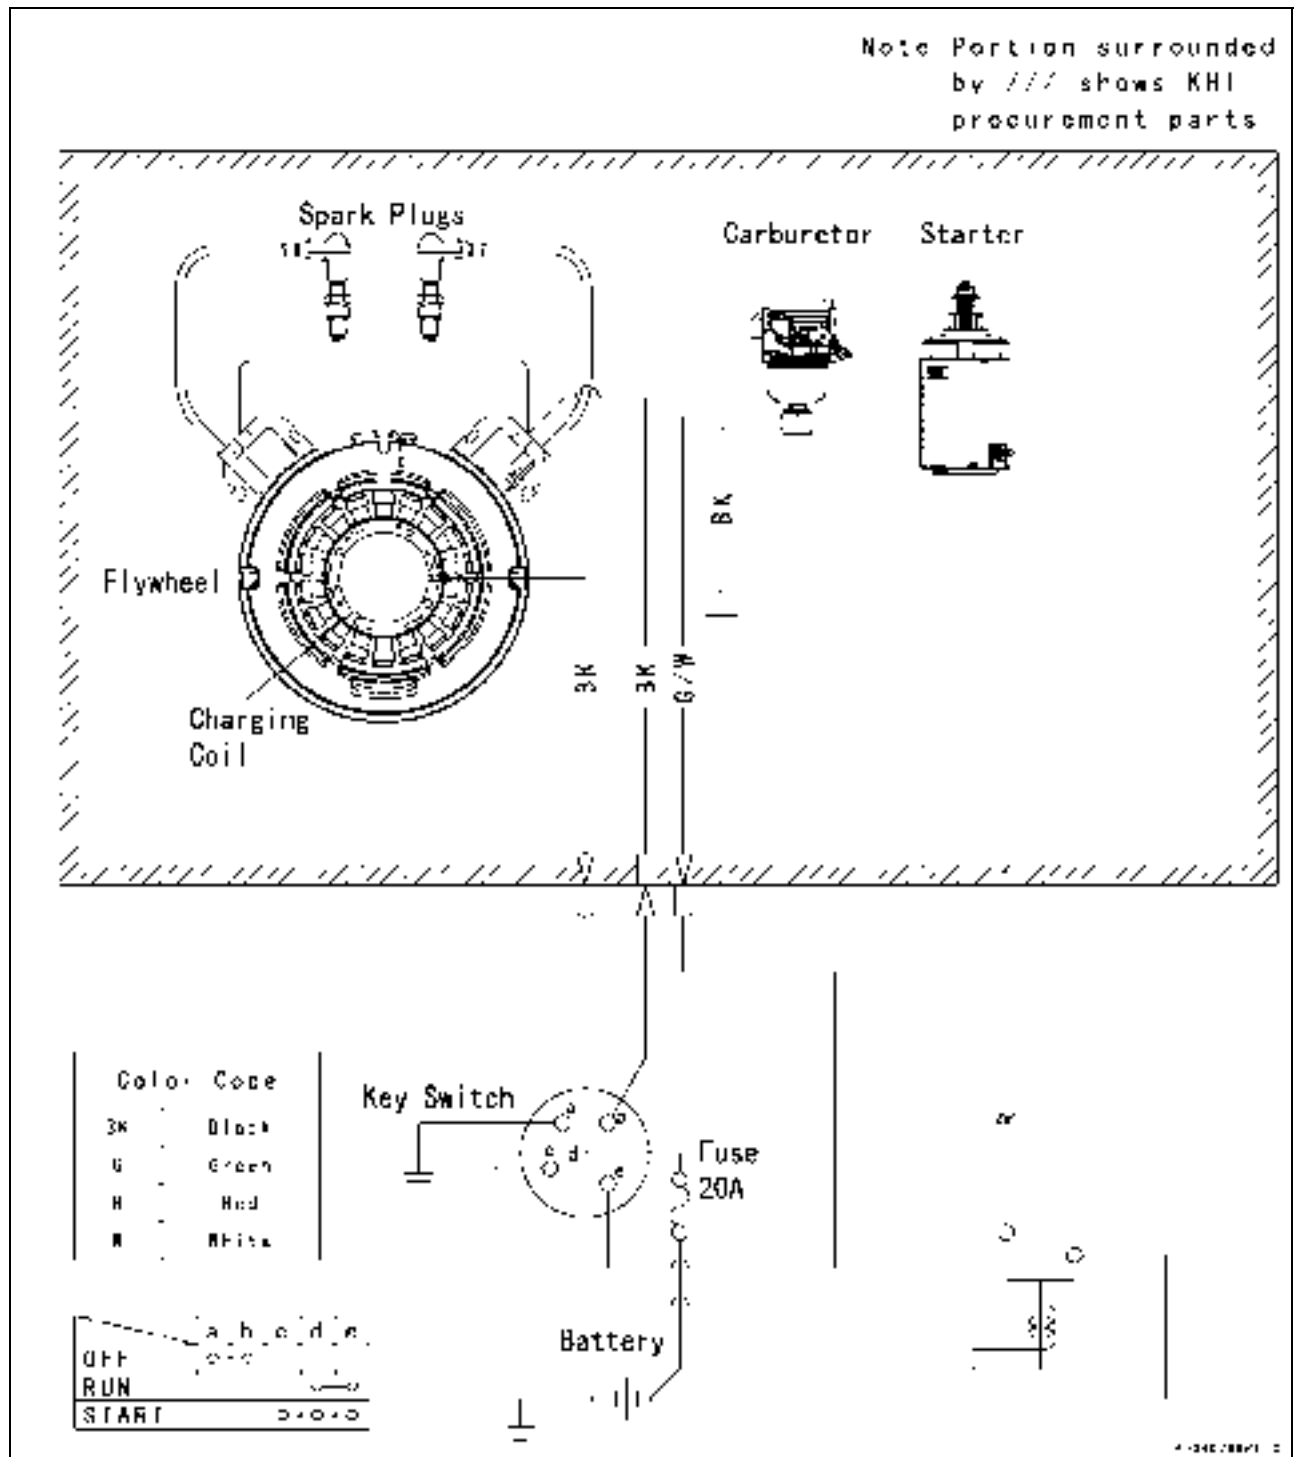 Note Portion surrounded
by /// shows KHI
procurement parts
Spark Plugs
Carburetor Starter
BK
Flywheel
BK BK G/W
Charging
Coil
Color Code
BK Black
G Green
R Red
W White
Key Switch
a b
c d
e
Fuse
20A
a b c d e
OFF
RUN
START
Battery